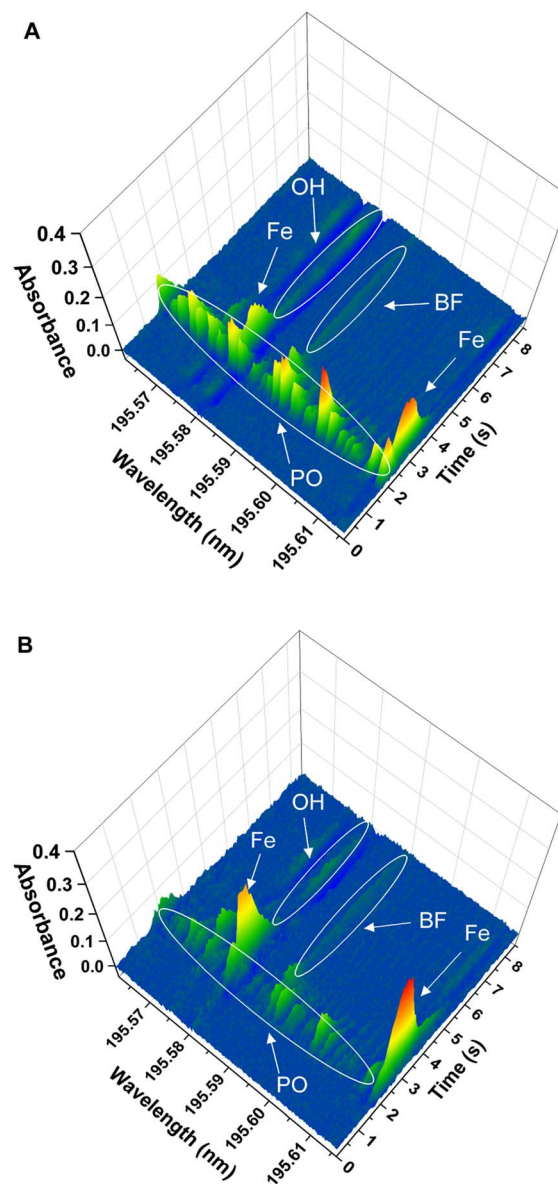 A
OH
Fe
BF
Fe
PO
0.4
0.3
0.2
0.1
0.0
Absorbance
195.57
195.58
195.59
195.60
195.61
Wavelength (nm)
0
1
2
3
4
5
6
7
8
Time (s)
B
OH
Fe
BF
Fe
PO
0.4
0.3
0.2
0.1
0.0
Absorbance
195.57
195.58
195.59
195.60
195.61
Wavelength (nm)
0
1
2
3
4
5
6
7
8
Time (s)